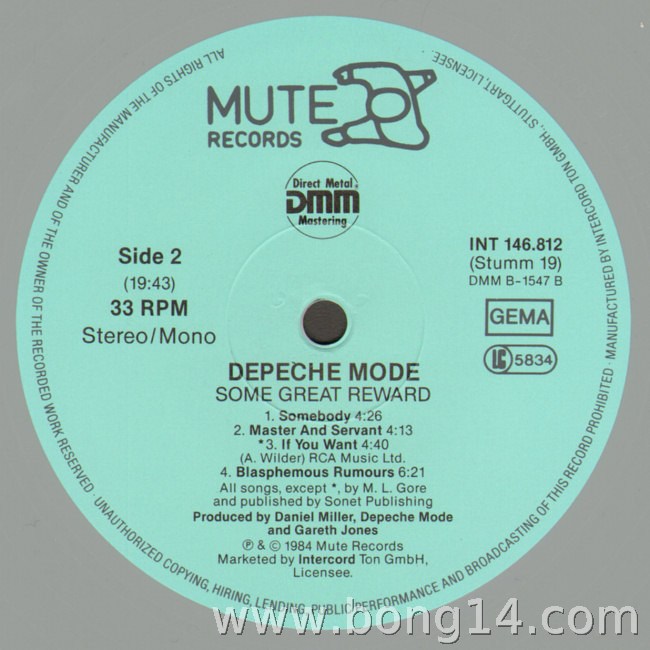 MUTE
RECORDS
Direct Metal
DMM
Mastering
Side 2
(19:43)
33 RPM
Stereo/Mono
INT 146.812
(Stumm 19)
DMM B-1547 B
GEMA
LC 5834
DEPECHE MODE
SOME GREAT REWARD
1. Somebody 4:26
2. Master And Servant 4:13
*3. If You Want 4:40
(A. Wilder) RCA Music Ltd.
4. Blasphemous Rumours 6:21
All songs, except *, by M. L. Gore
and published by Sonet Publishing
Produced by Daniel Miller, Depeche Mode
and Gareth Jones
Ⓟ & © 1984 Mute Records
Marketed by Intercord Ton GmbH,
Licensee.
ALL RIGHTS OF THE MANUFACTURER AND OF THE OWNER OF THE RECORDED WORK RESERVED · UNAUTHORIZED COPYING, HIRING, LENDING, PUBLIC PERFORMANCE AND BROADCASTING OF THIS RECORD PROHIBITED · MANUFACTURED BY INTERCORD TON GMBH, STUTTGART, LICENSEE.
www.bong14.com